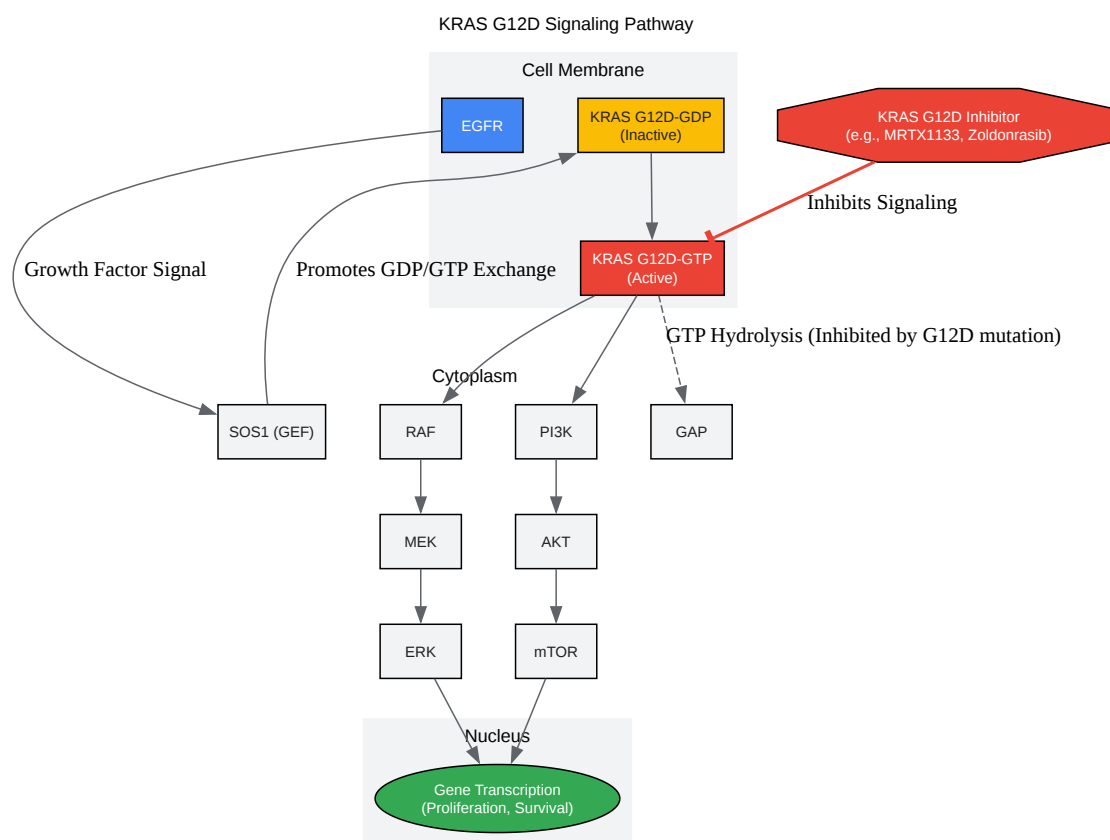 KRAS G12D Signaling Pathway
Cell Membrane
EGFR
KRAS G12D-GDP
(Inactive)
KRAS G12D Inhibitor
(e.g., MRTX1133, Zoldonrasib)
Inhibits Signaling
Growth Factor Signal
Promotes GDP/GTP Exchange
KRAS G12D-GTP
(Active)
GTP Hydrolysis (Inhibited by G12D mutation)
Cytoplasm
SOS1 (GEF)
RAF
PI3K
GAP
MEK
AKT
ERK
mTOR
Nucleus
Gene Transcription
(Proliferation, Survival)